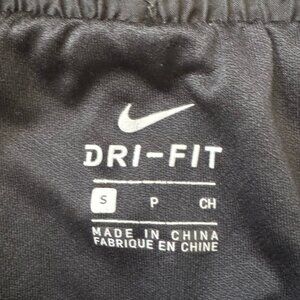 DRI-FIT
S P CH
MADE IN CHINA
FABRIQUE EN CHINE